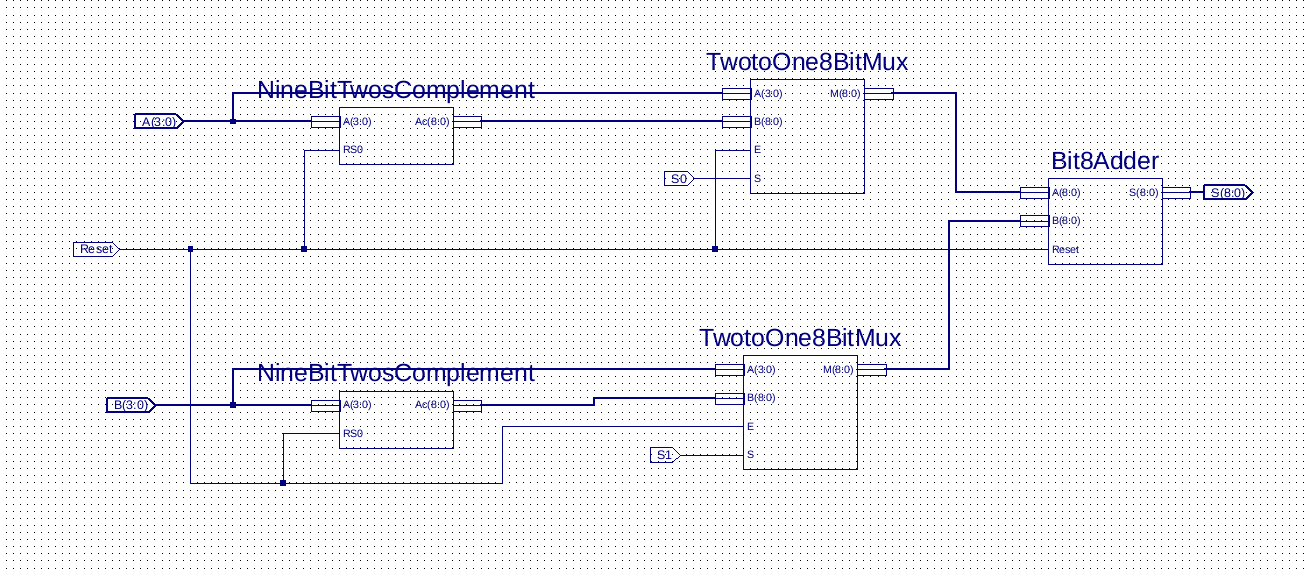 TwotoOne8BitMux
NineBitTwosComplement
A(3:0)
A(3:0)
Ac(8:0)
RS0
A(3:0)
M(8:0)
B(8:0)
E
S
S0
Bit8Adder
A(8:0)
S(8:0)
S(8:0)
B(8:0)
Reset
Reset
TwotoOne8BitMux
NineBitTwosComplement
B(3:0)
A(3:0)
Ac(8:0)
RS0
A(3:0)
M(8:0)
B(8:0)
E
S
S1